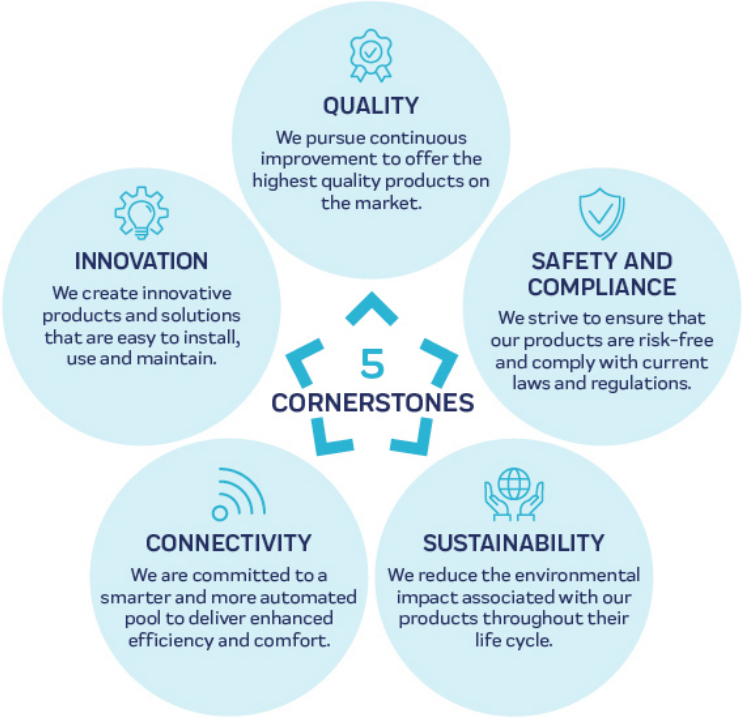 QUALITY
We pursue continuous
improvement to offer the
highest quality products on
the market.
INNOVATION
We create innovative
products and solutions
that are easy to install,
use and maintain.
SAFETY AND
COMPLIANCE
We strive to ensure that
our products are risk-free
and comply with current
laws and regulations.
5
CORNERSTONES
CONNECTIVITY
We are committed to a
smarter and more automated
pool to deliver enhanced
efficiency and comfort.
SUSTAINABILITY
We reduce the environmental
impact associated with our
products throughout their
life cycle.